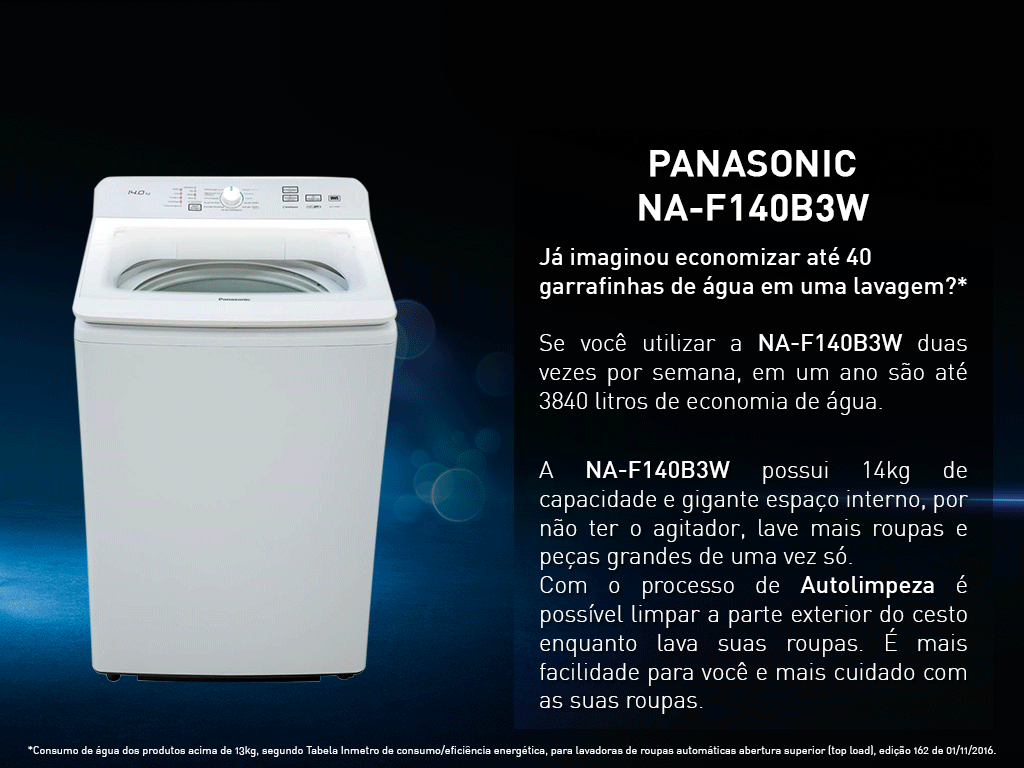 PANASONIC
NA-F140B3W
Já imaginou economizar até 40
garrafinhas de água em uma lavagem?*
Se você utilizar a NA-F140B3W duas
vezes por semana, em um ano são até
3840 litros de economia de água.
A NA-F140B3W possui 14kg de
capacidade e gigante espaço interno, por
não ter o agitador, lave mais roupas e
peças grandes de uma vez só.
Com o processo de Autolimpeza é
possível limpar a parte exterior do cesto
enquanto lava suas roupas. É mais
facilidade para você e mais cuidado com
as suas roupas.
14.0 kg
Panasonic
*Consumo de água dos produtos acima de 13kg, segundo Tabela Inmetro de consumo/eficiência energética, para lavadoras de roupas automáticas abertura superior (top load), edição 162 de 01/11/2016.